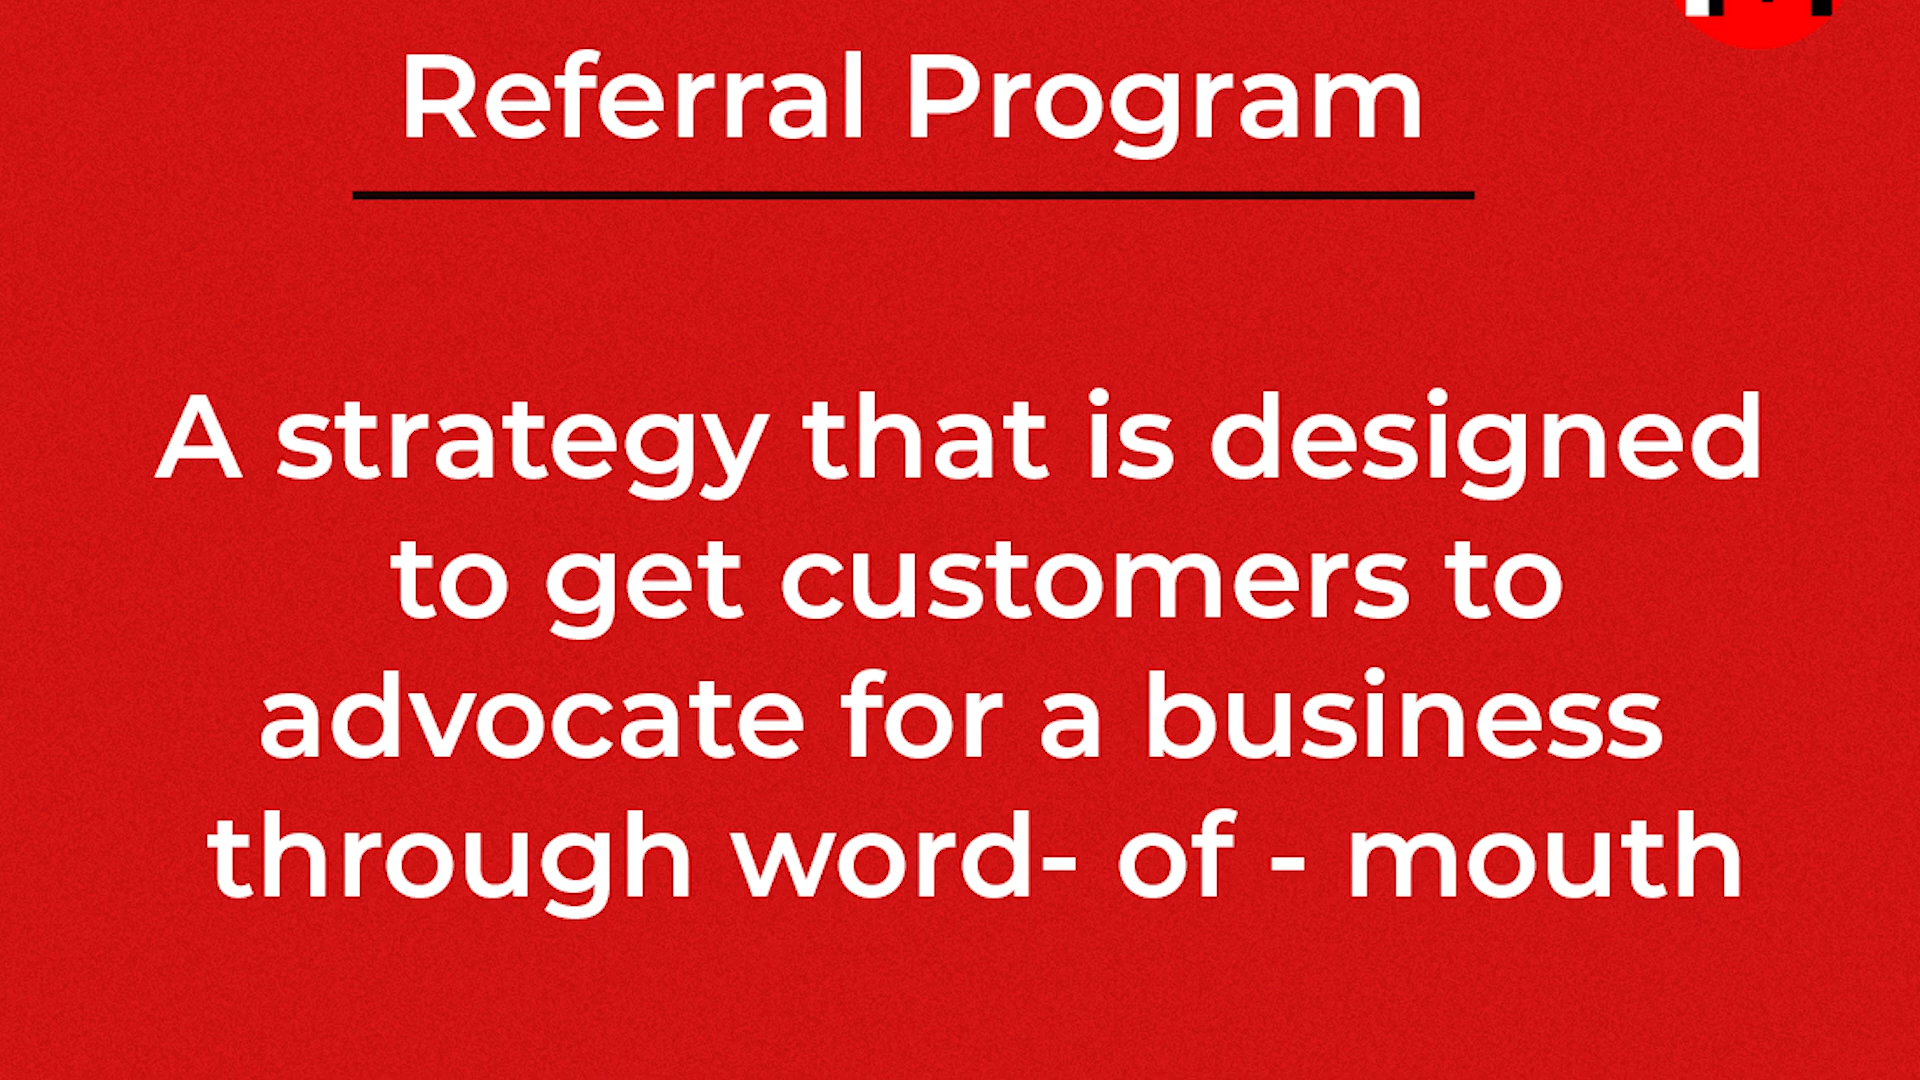 Referral Program
A strategy that is designed
to get customers to
advocate for a business
through word- of - mouth